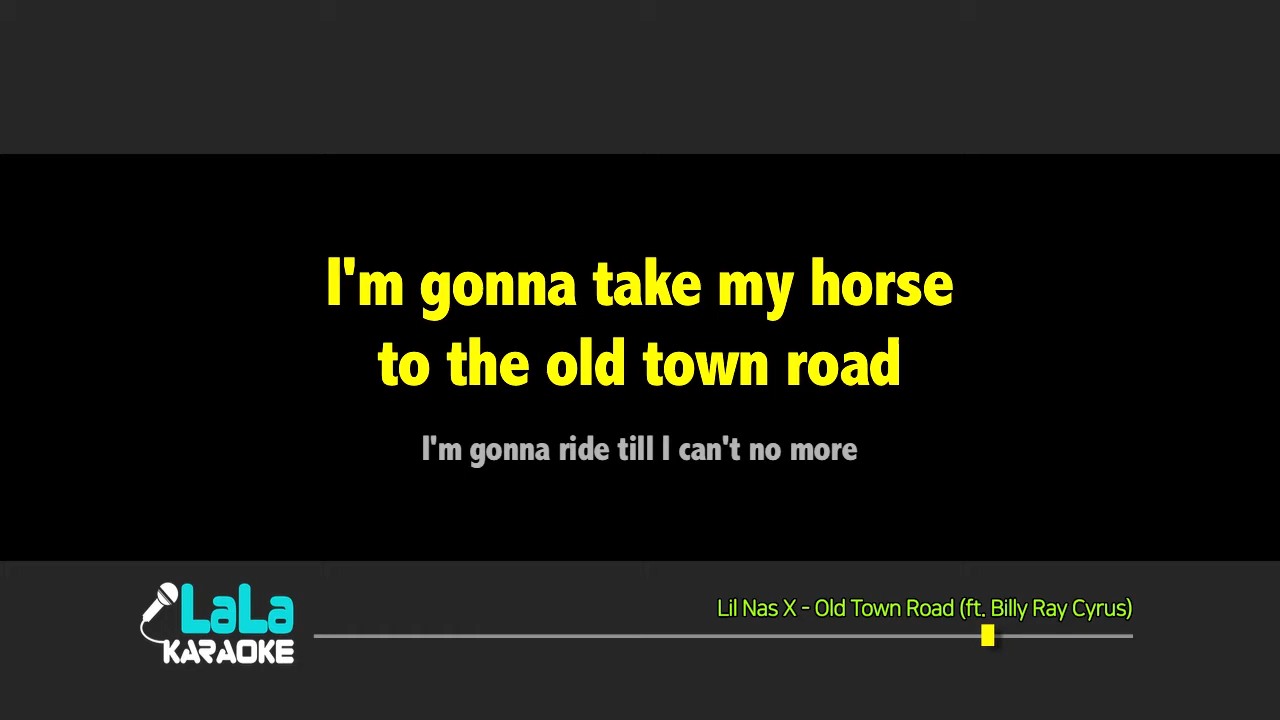 I'm gonna take my horse
to the old town road
I'm gonna ride till I can't no more
Lil Nas X - Old Town Road (ft. Billy Ray Cyrus)
LaLa
KARAOKE